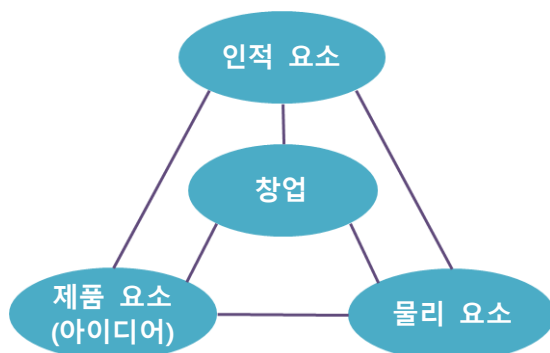 인적 요소
창업
제품 요소
(아이디어)
물리 요소